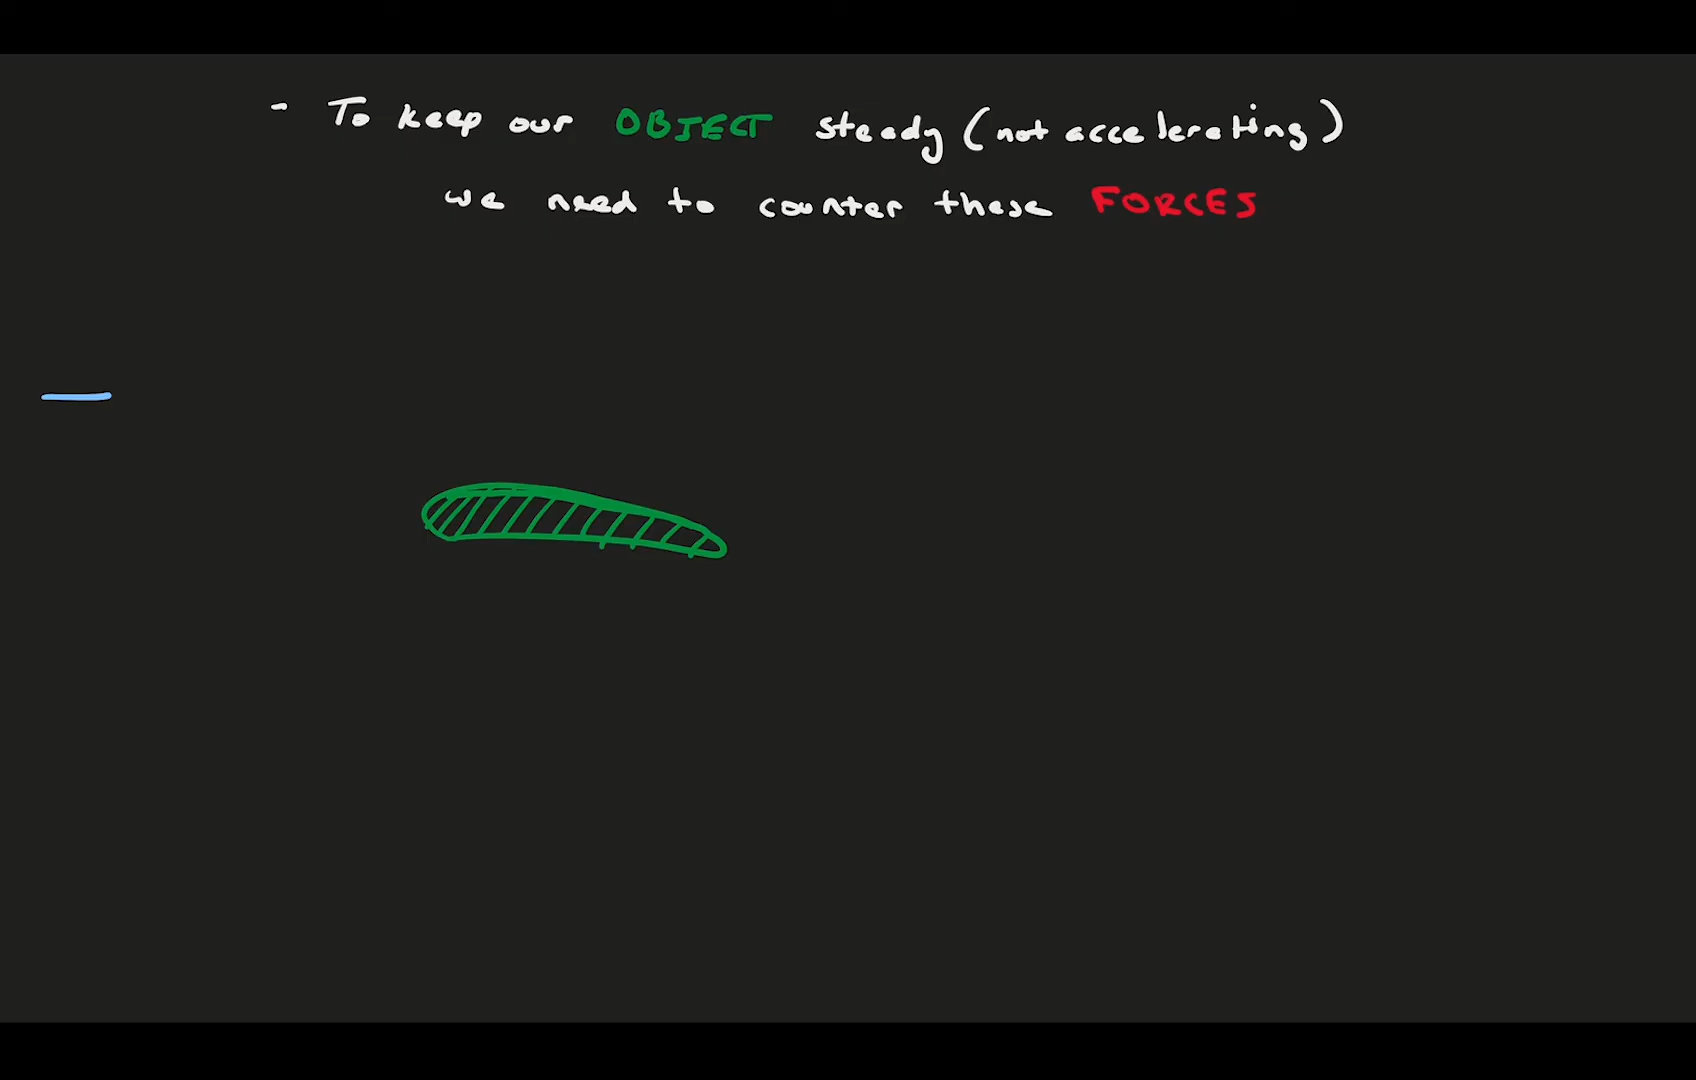 - To keep our OBJECT steady (not accelerating)
we need to counter these FORCES